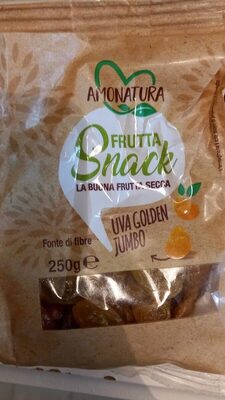 AMONATURA
FRUTTA
Snack
LA BUONA FRUTTA SECCA
UVA GOLDEN
JUMBO
Fonte di fibre
250g e